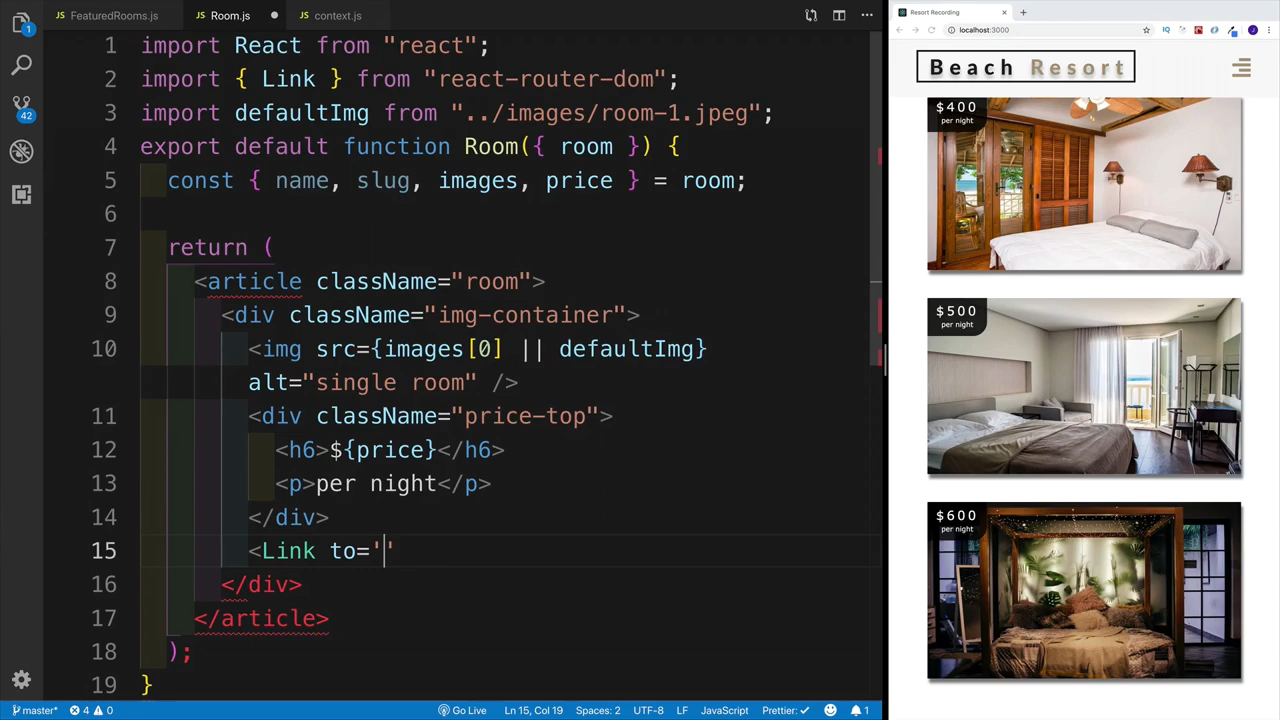 FeaturedRooms.js
Room.js
context.js
1 import React from "react";
2 import { Link } from "react-router-dom";
3 import defaultImg from "../images/room-1.jpeg";
4 export default function Room({ room }) {
5 const { name, slug, images, price } = room;
6
7 return (
8 <article className="room">
9 <div className="img-container">
10 <img src={images[0] || defaultImg}
alt="single room" />
11 <div className="price-top">
12 <h6>${price}</h6>
13 <p>per night</p>
14 </div>
15 <Link to=''
16 </div>
17 </article>
18 );
19 }
1
42
master*
4
0
Go Live
Ln 15, Col 19
Spaces: 2
UTF-8
LF
JavaScript
Prettier: ✓
1
Resort Recording
localhost:3000
IQ
J
Beach Resort
$400
per night
$500
per night
$600
per night